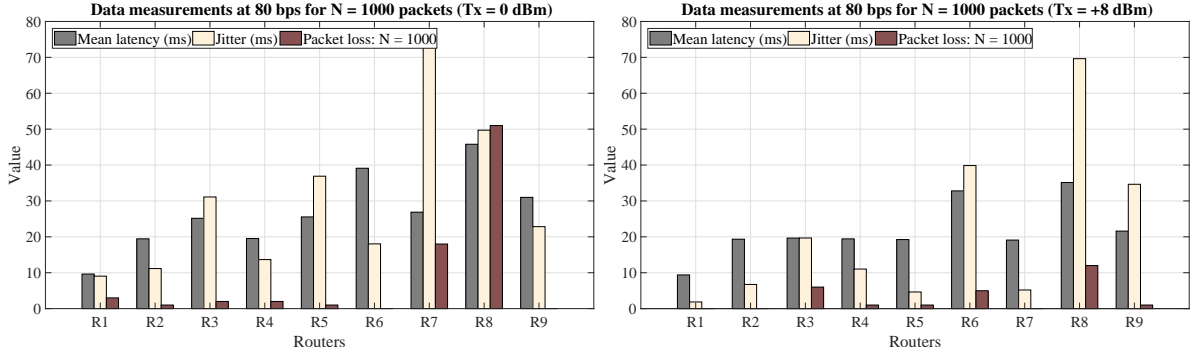 Data measurements at 80 bps for N = 1000 packets (Tx = 0 dBm)
Mean latency (ms) Jitter (ms) Packet loss: N = 1000
80
70
60
50
40
30
20
10
0
Value
R1 R2 R3 R4 R5 R6 R7 R8 R9
Routers
Data measurements at 80 bps for N = 1000 packets (Tx = +8 dBm)
Mean latency (ms) Jitter (ms) Packet loss: N = 1000
80
70
60
50
40
30
20
10
0
Value
R1 R2 R3 R4 R5 R6 R7 R8 R9
Routers